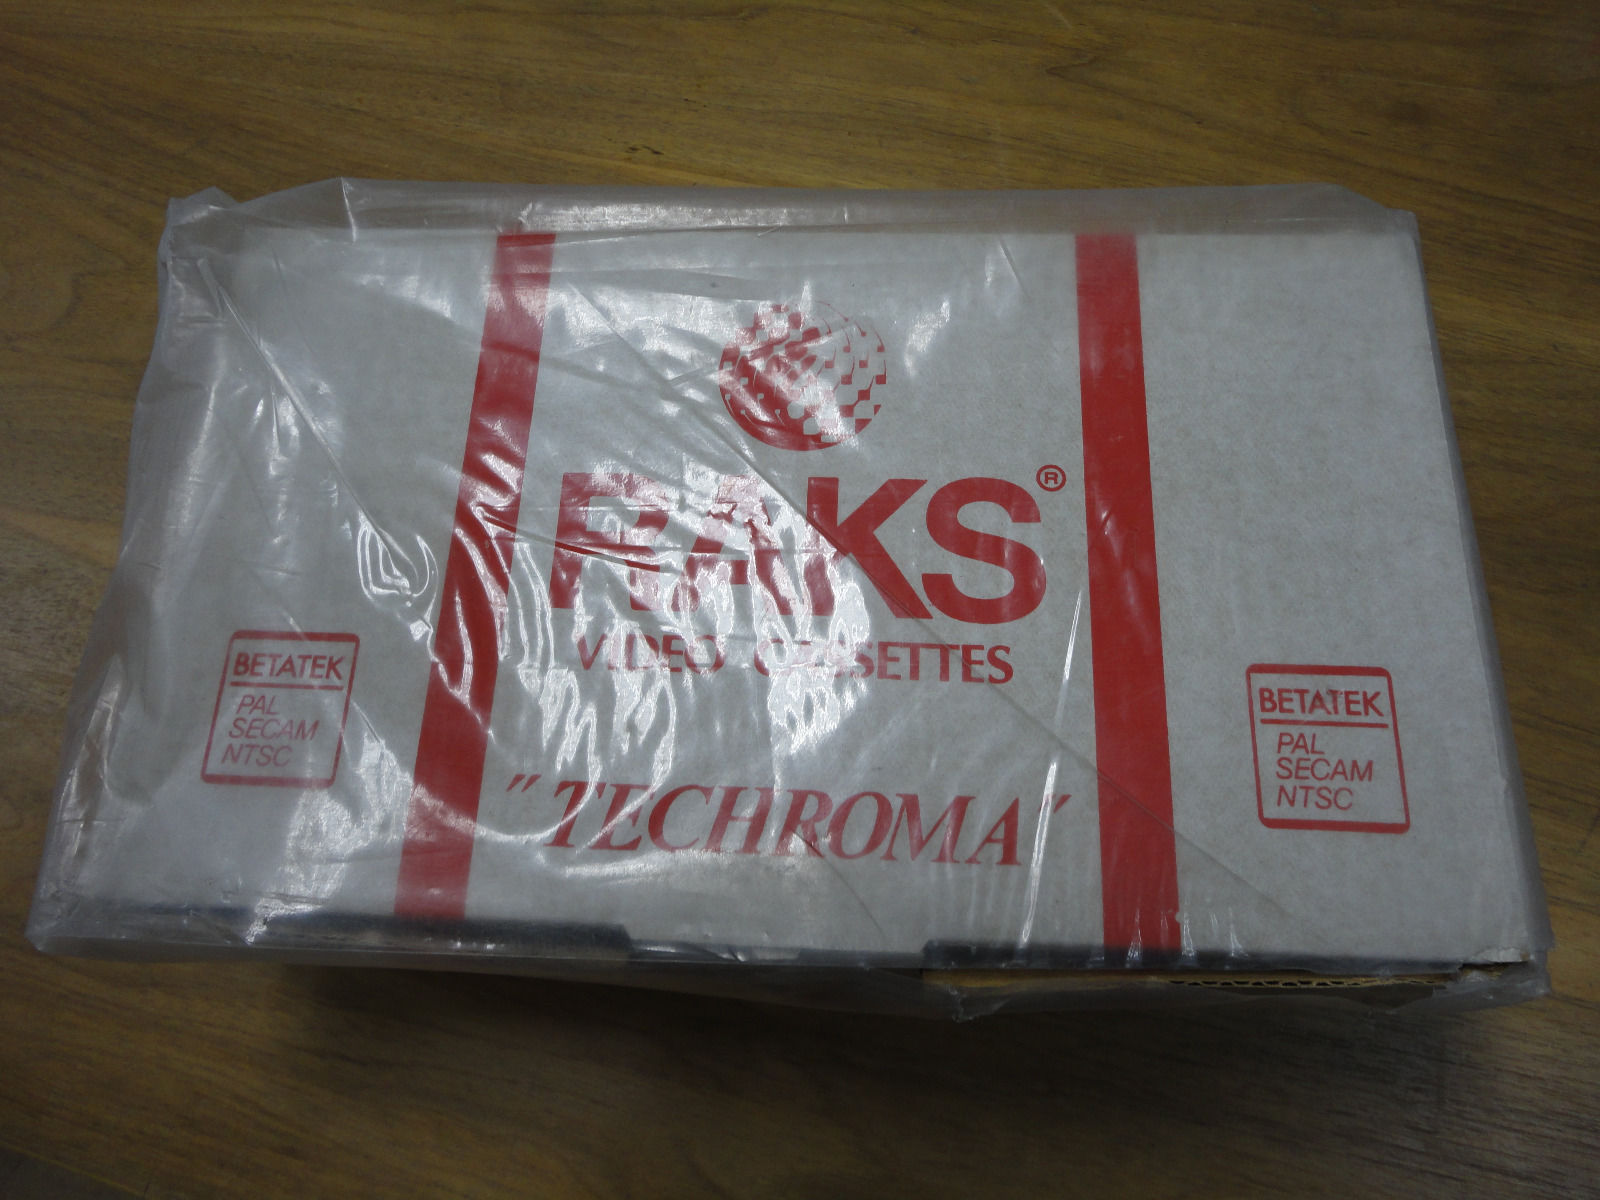 RAKS®
VIDEO CASSETTES
"TECHROMA"
BETATEK
PAL
SECAM
NTSC
BETATEK
PAL
SECAM
NTSC